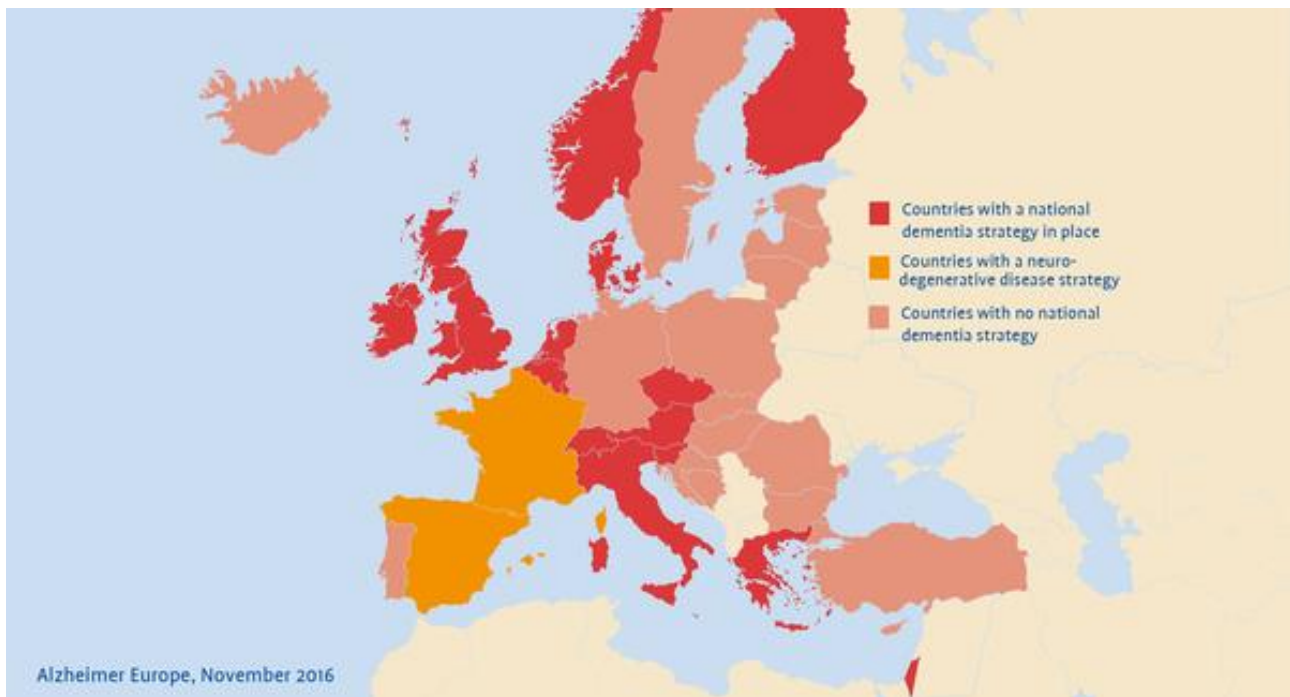 Countries with a national
dementia strategy in place
Countries with a neuro-
degenerative disease strategy
Countries with no national
dementia strategy
Alzheimer Europe, November 2016